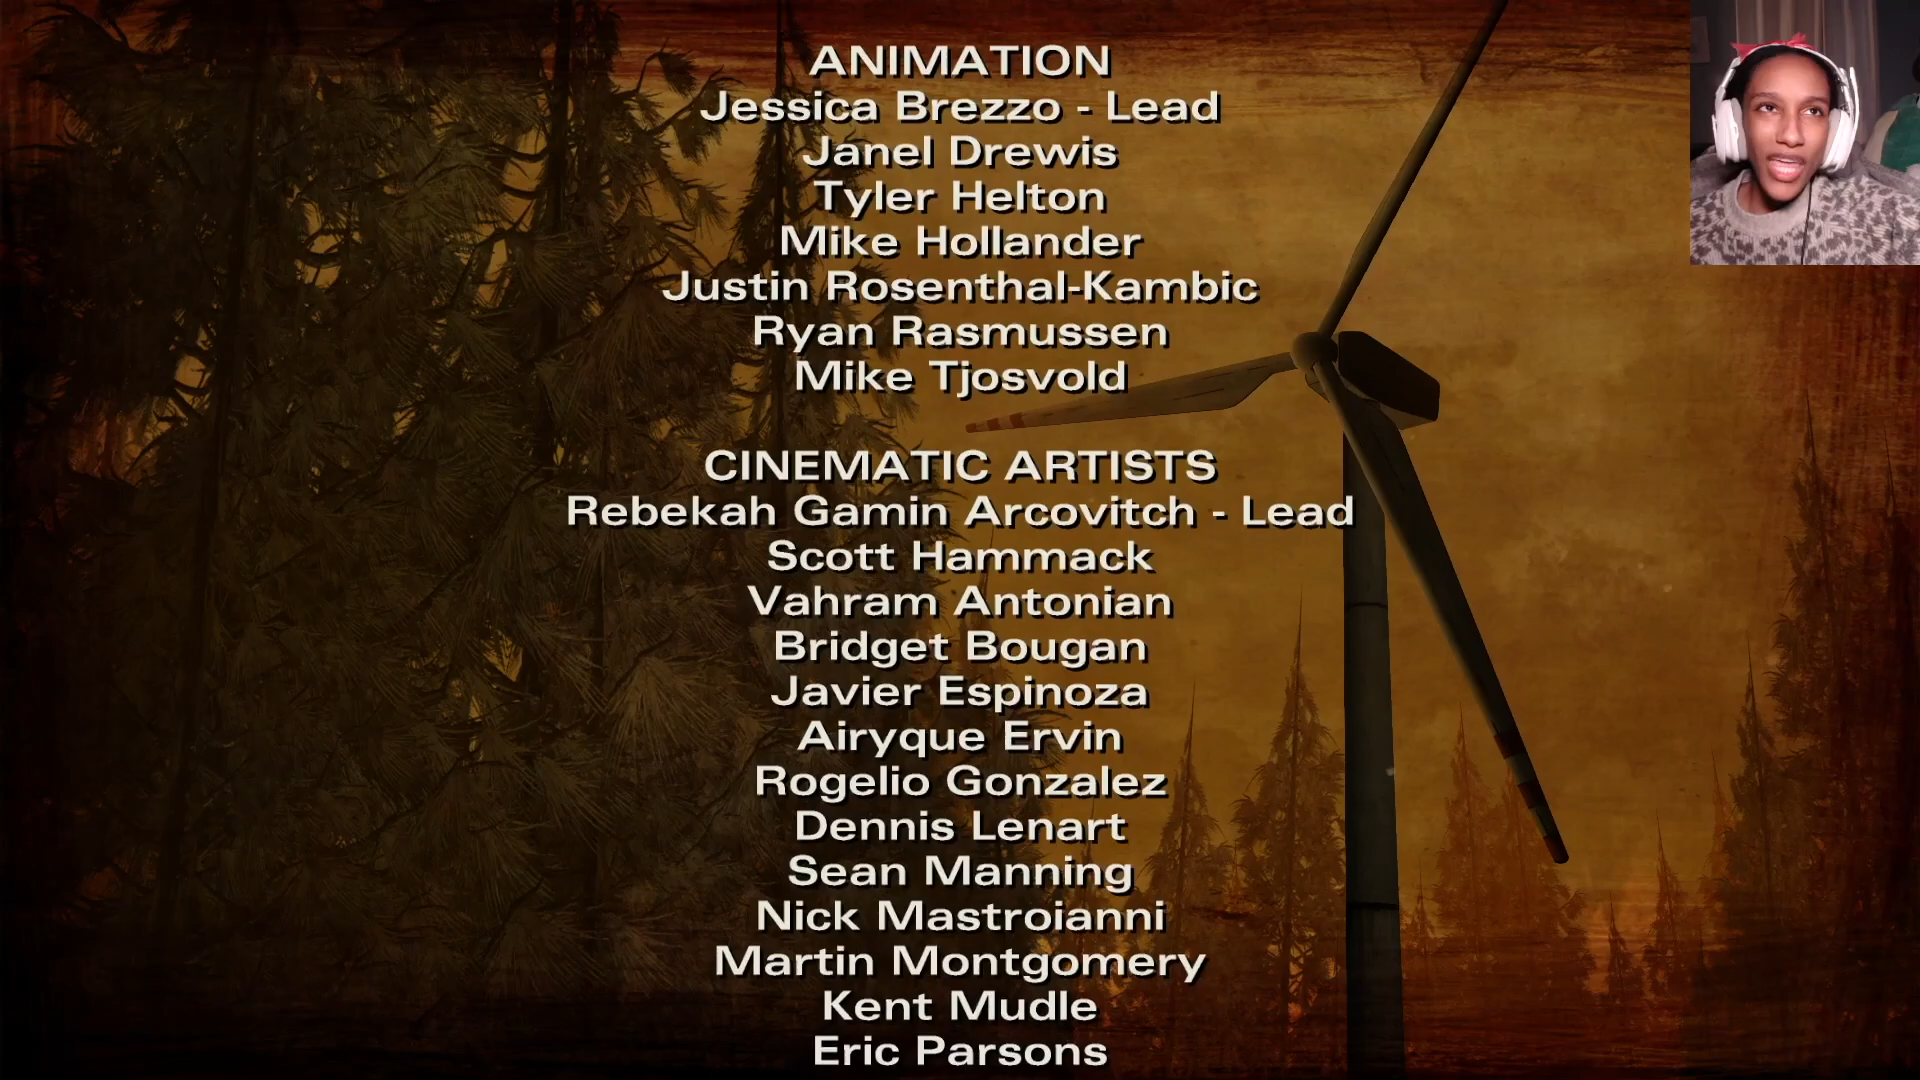 ANIMATION
Jessica Brezzo - Lead
Janel Drewis
Tyler Helton
Mike Hollander
Justin Rosenthal-Kambic
Ryan Rasmussen
Mike Tjosvold
CINEMATIC ARTISTS
Rebekah Gamin Arcovitch - Lead
Scott Hammack
Vahram Antonian
Bridget Bougan
Javier Espinoza
Airyque Ervin
Rogelio Gonzalez
Dennis Lenart
Sean Manning
Nick Mastroianni
Martin Montgomery
Kent Mudle
Eric Parsons